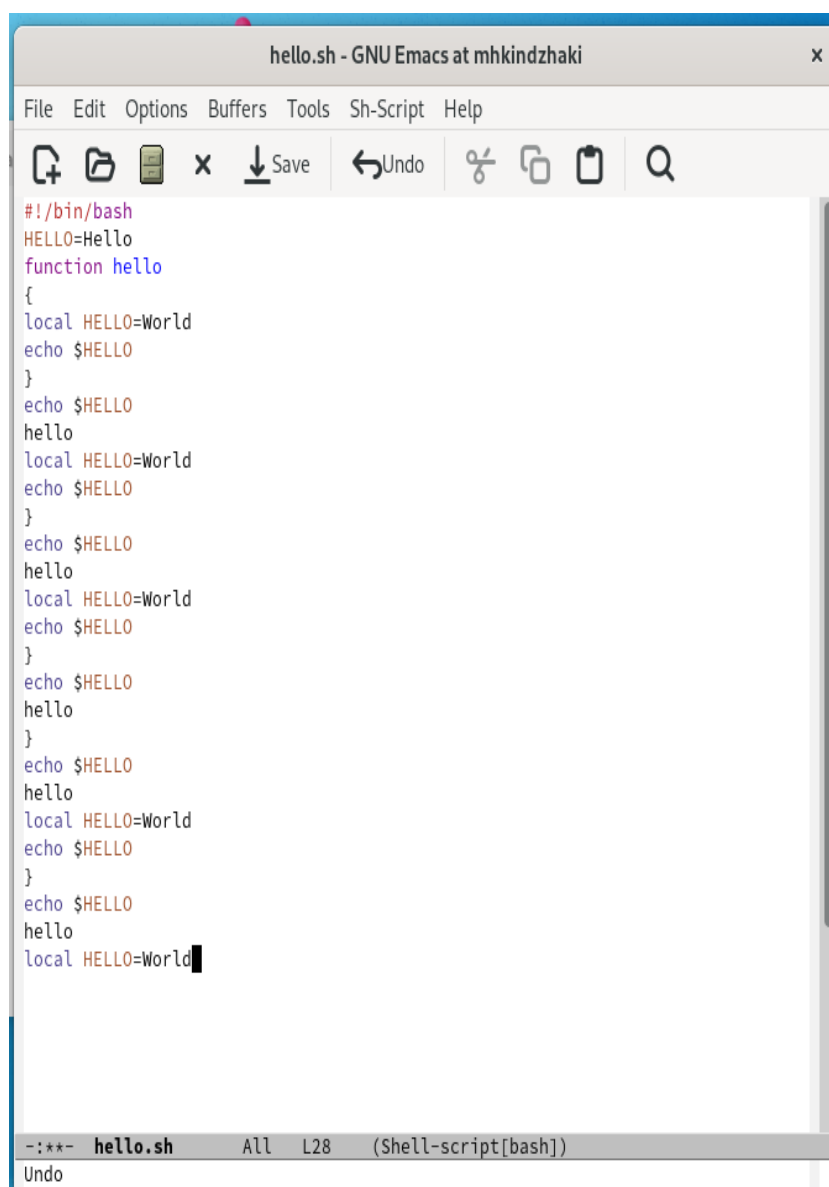 hello.sh - GNU Emacs at mhkindzhaki
File Edit Options Buffers Tools Sh-Script Help
Save Undo
#!/bin/bash
HELLO=Hello
function hello
{
local HELLO=World
echo $HELLO
}
echo $HELLO
hello
local HELLO=World
echo $HELLO
}
echo $HELLO
hello
local HELLO=World
echo $HELLO
}
echo $HELLO
hello
}
echo $HELLO
hello
local HELLO=World
echo $HELLO
}
echo $HELLO
hello
local HELLO=World
-:**- hello.sh All L28 (Shell-script[bash])
Undo